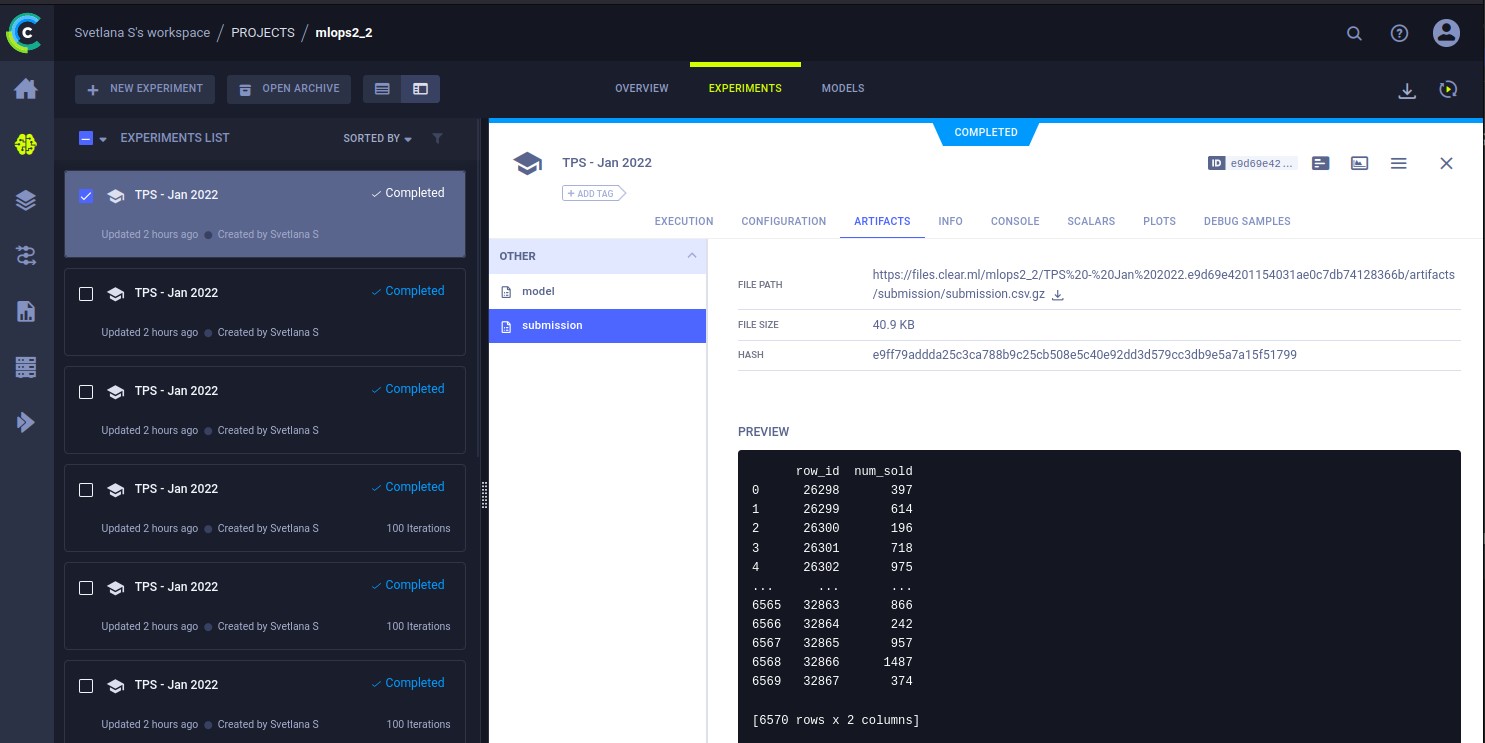 Svetlana S's workspace / PROJECTS / mlops2_2
NEW EXPERIMENT
OPEN ARCHIVE
OVERVIEW
EXPERIMENTS
MODELS
EXPERIMENTS LIST
SORTED BY
TPS - Jan 2022
Completed
Updated 2 hours ago
Created by Svetlana S
TPS - Jan 2022
Completed
Updated 2 hours ago
Created by Svetlana S
TPS - Jan 2022
Completed
Updated 2 hours ago
Created by Svetlana S
TPS - Jan 2022
Completed
Updated 2 hours ago
Created by Svetlana S
100 Iterations
TPS - Jan 2022
Completed
Updated 2 hours ago
Created by Svetlana S
100 Iterations
TPS - Jan 2022
Completed
Updated 2 hours ago
Created by Svetlana S
100 Iterations
COMPLETED
TPS - Jan 2022
ID e9d69e42...
+ ADD TAG
EXECUTION
CONFIGURATION
ARTIFACTS
INFO
CONSOLE
SCALARS
PLOTS
DEBUG SAMPLES
OTHER
model
submission
FILE PATH
https://files.clear.ml/mlops2_2/TPS%20-%20Jan%202022.e9d69e4201154031ae0c7db74128366b/artifacts
/submission/submission.csv.gz
FILE SIZE
40.9 KB
HASH
e9ff79addda25c3ca788b9c25cb508e5c40e92dd3d579cc3db9e5a7a15f51799
PREVIEW
row_id num_sold
0 26298 397
1 26299 614
2 26300 196
3 26301 718
4 26302 975
... ... ...
6565 32863 866
6566 32864 242
6567 32865 957
6568 32866 1487
6569 32867 374
[6570 rows x 2 columns]